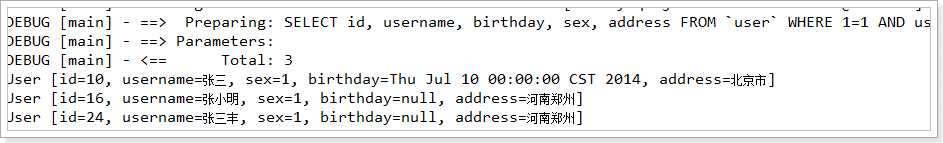 DEBUG [main] - ==>  Preparing: SELECT id, username, birthday, sex, address FROM `user` WHERE 1=1 AND us
DEBUG [main] - ==> Parameters:
DEBUG [main] - <==      Total: 3
User [id=10, username=张三, sex=1, birthday=Thu Jul 10 00:00:00 CST 2014, address=北京市]
User [id=16, username=张小明, sex=1, birthday=null, address=河南郑州]
User [id=24, username=张三丰, sex=1, birthday=null, address=河南郑州]